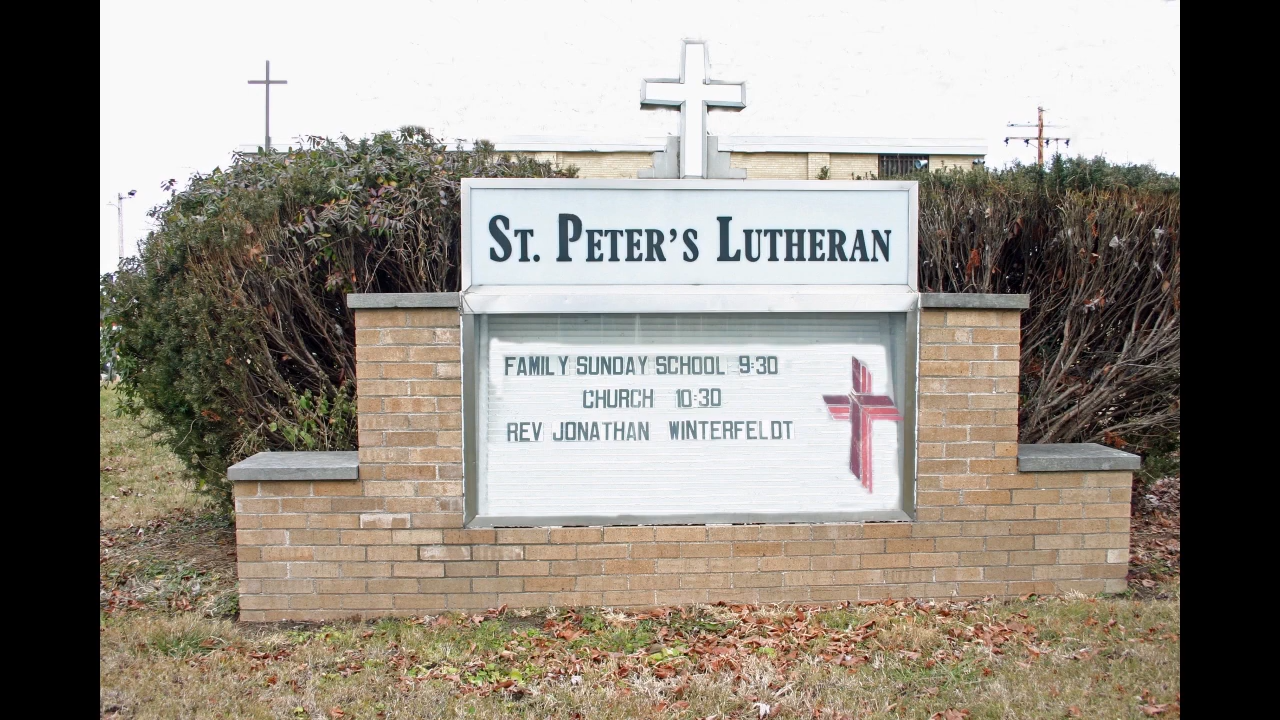 ST. PETER'S LUTHERAN
FAMILY SUNDAY SCHOOL 9:30
CHURCH 10:30
REV JONATHAN WINTERFELDT